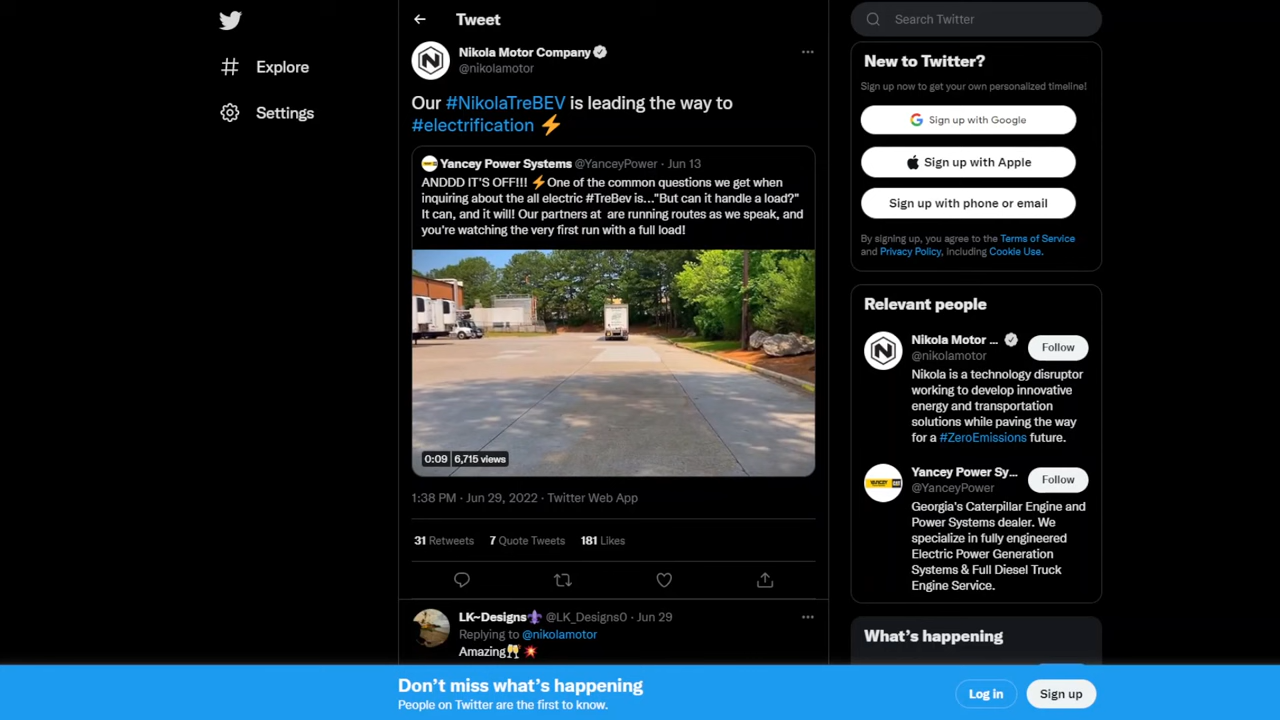 Tweet
Search Twitter
Explore
Settings
Nikola Motor Company
@nikolamotor
Our #NikolaTreBEV is leading the way to
#electrification ⚡
Yancey Power Systems @YanceyPower · Jun 13
ANDDD IT'S OFF!!! ⚡One of the common questions we get when
inquiring about the all electric #TreBev is..."But can it handle a load?"
It can, and it will! Our partners at are running routes as we speak, and
you're watching the very first run with a full load!
0:09 6,715 views
1:38 PM · Jun 29, 2022 · Twitter Web App
31 Retweets 7 Quote Tweets 181 Likes
LK~Designs @LK_Designs0 · Jun 29
Replying to @nikolamotor
Amazing🥂 💥
New to Twitter?
Sign up now to get your own personalized timeline!
Sign up with Google
Sign up with Apple
Sign up with phone or email
By signing up, you agree to the Terms of Service
and Privacy Policy, including Cookie Use.
Relevant people
Nikola Motor ...
@nikolamotor
Follow
Nikola is a technology disruptor
working to develop innovative
energy and transportation
solutions while paving the way
for a #ZeroEmissions future.
Yancey Power Sy...
@YanceyPower
Follow
Georgia's Caterpillar Engine and
Power Systems dealer. We
specialize in fully engineered
Electric Power Generation
Systems & Full Diesel Truck
Engine Service.
What's happening
Don't miss what's happening
People on Twitter are the first to know.
Log in
Sign up